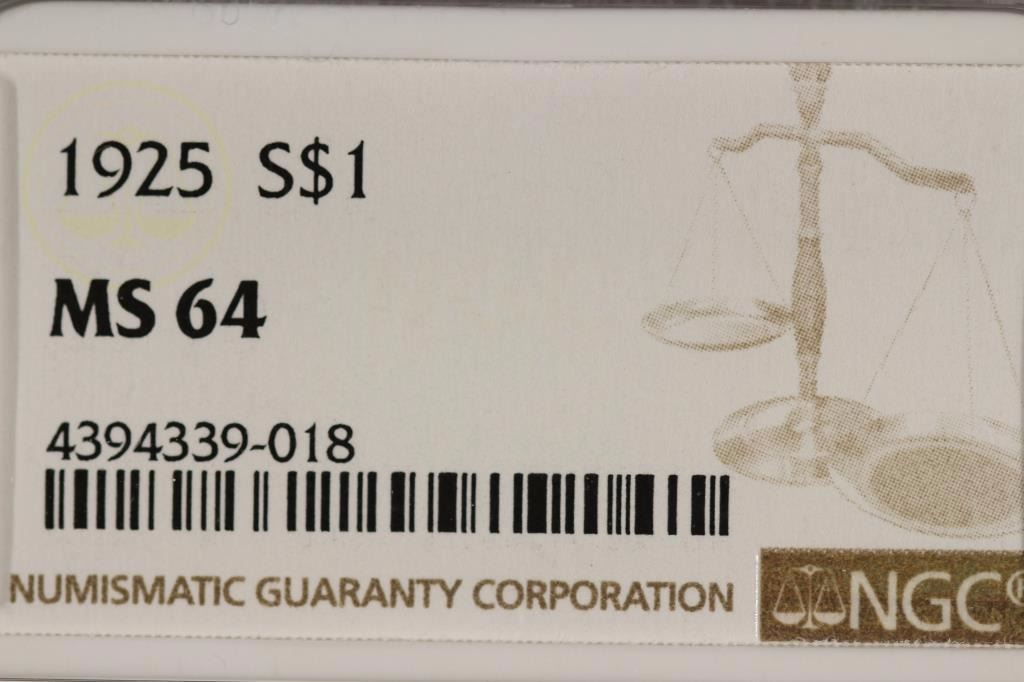 1925 S$1
MS 64
4394339-018
NUMISMATIC GUARANTY CORPORATION
NGC®